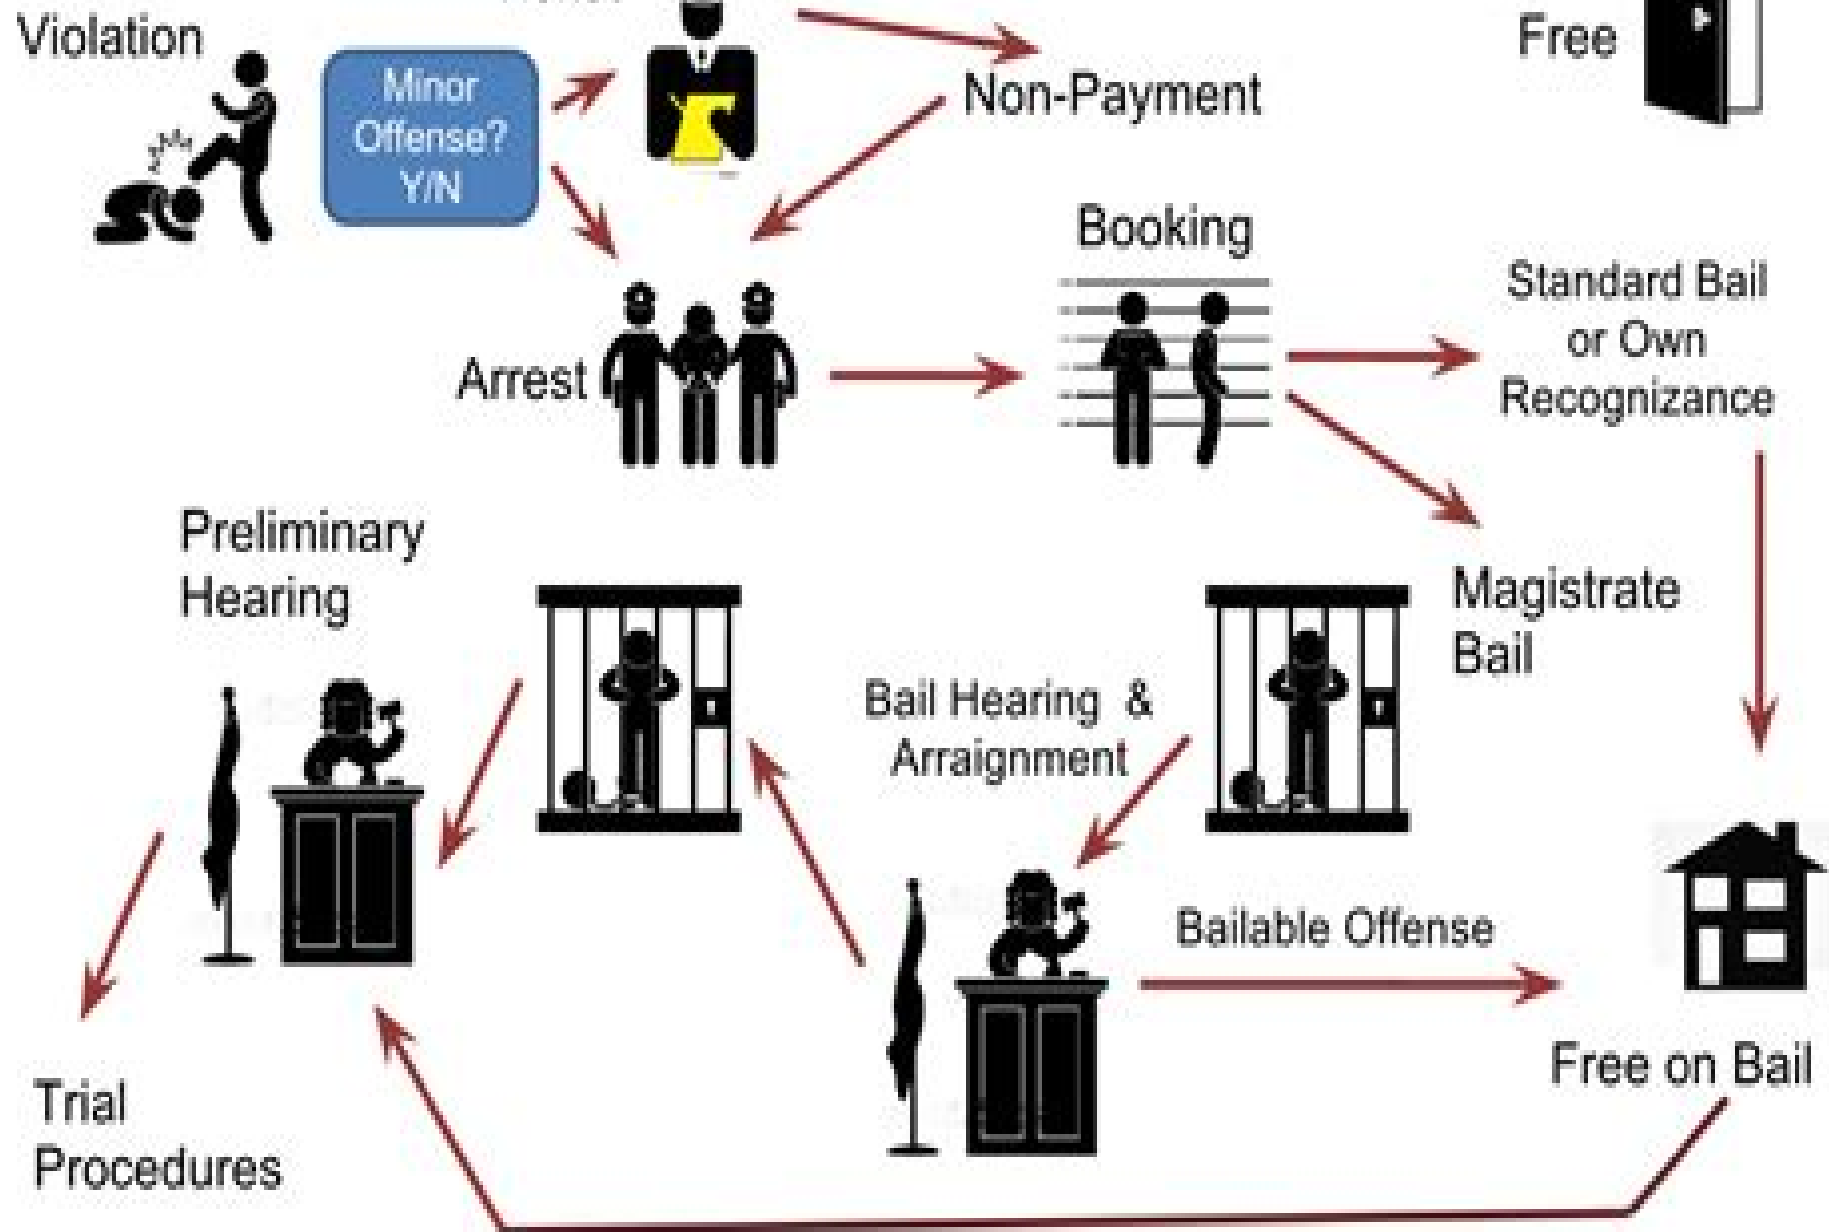 Violation
Free
Minor
Offense?
Y/N
Non-Payment
Booking
Standard Bail
or Own
Recognizance
Arrest
Preliminary
Hearing
Magistrate
Bail
Bail Hearing &
Arraignment
Bailable Offense
Free on Bail
Trial
Procedures